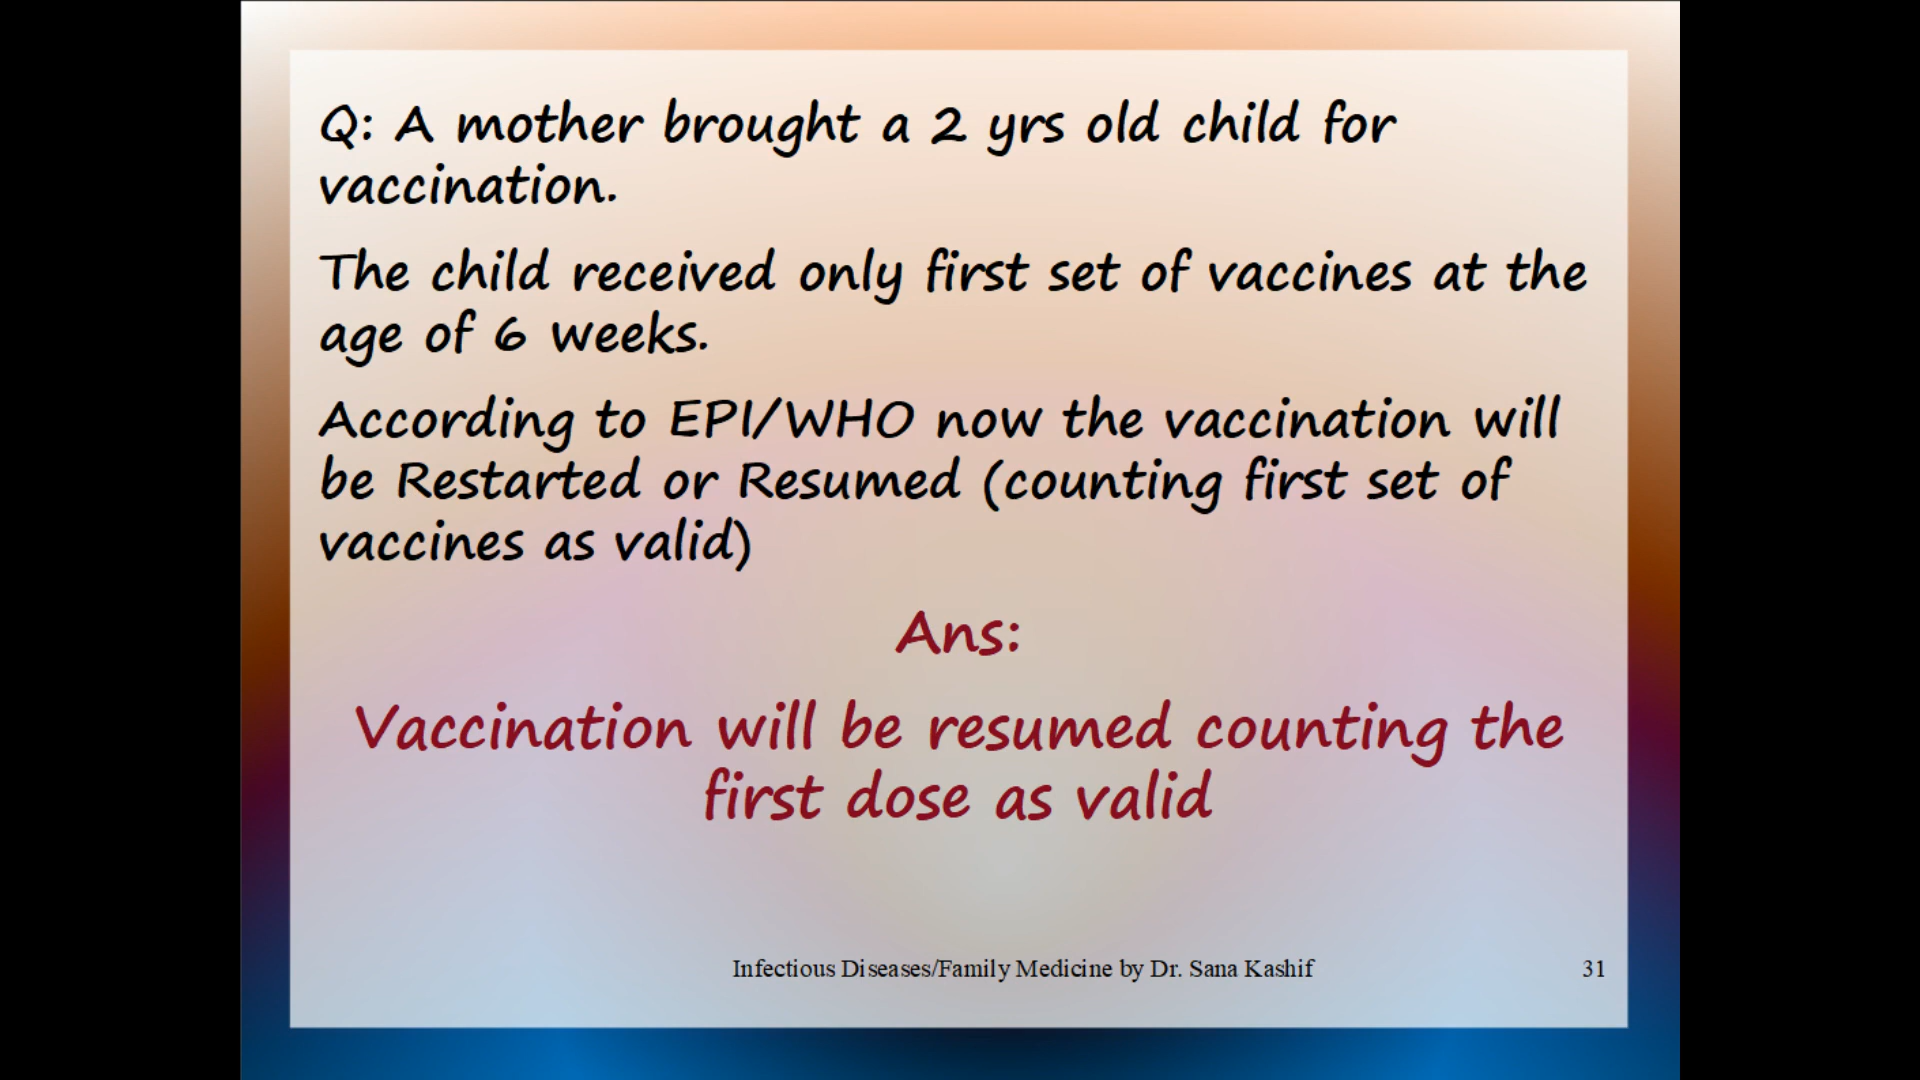 Q: A mother brought a 2 yrs old child for
vaccination.
The child received only first set of vaccines at the
age of 6 weeks.
According to EPI/WHO now the vaccination will
be Restarted or Resumed (counting first set of
vaccines as valid)
Ans:
Vaccination will be resumed counting the
first dose as valid
Infectious Diseases/Family Medicine by Dr. Sana Kashif
31